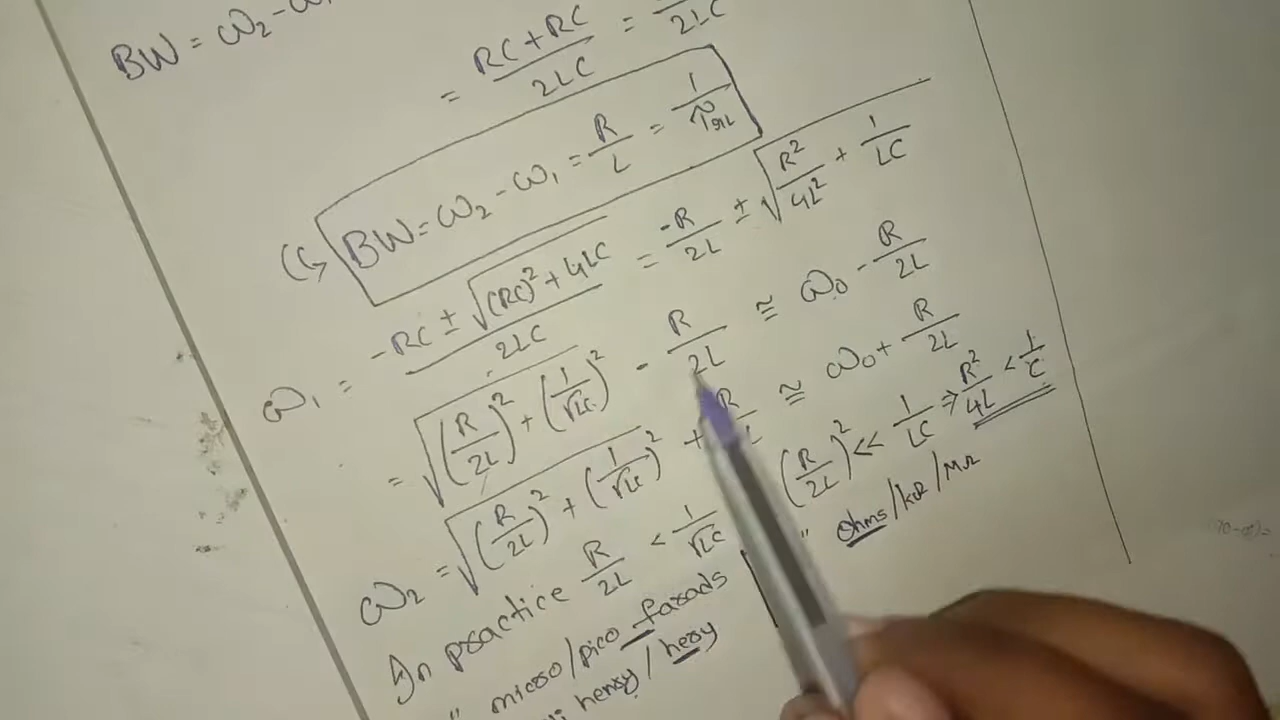 BW = ω₂ - ω₁
= RC + RC / 2LC = / 2LC
BW = ω₂ - ω₁ = R/L = 1/τRL
ω₁ = -RC ± √((RC)² + 4LC) / 2LC = -R/2L ± √(R²/4L² + 1/LC)
= √((R/2L)² + (1/√LC)²) - R/2L ≅ ω₀ - R/2L
ω₂ = √((R/2L)² + (1/√LC)²) + R/ L ≅ ω₀ + R/2L
In practice R/2L < 1/√LC (R/2L)² << 1/LC ⇒ R²/4L < 1/C
" micro/pico farads " ohms/kΩ/MΩ
henry / henry